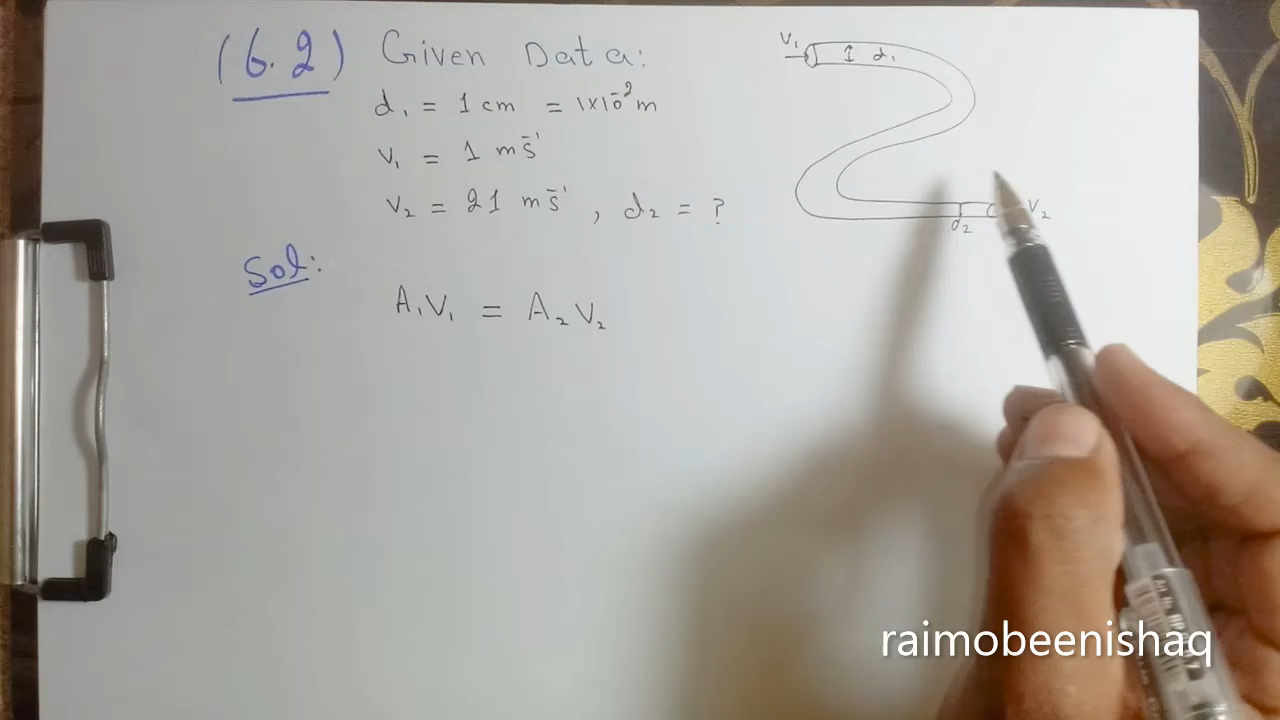 (6.2) Given Data:
d₁ = 1 cm = 1×10⁻² m
v₁ = 1 ms⁻¹
v₂ = 21 ms⁻¹ , d₂ = ?
Sol:
A₁V₁ = A₂V₂
V₁
d₁
V₂
d₂
raimobeenishaq